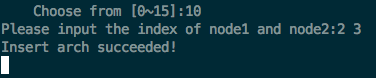 Choose from [0~15]:10
Please input the index of node1 and node2:2 3
Insert arch succeeded!